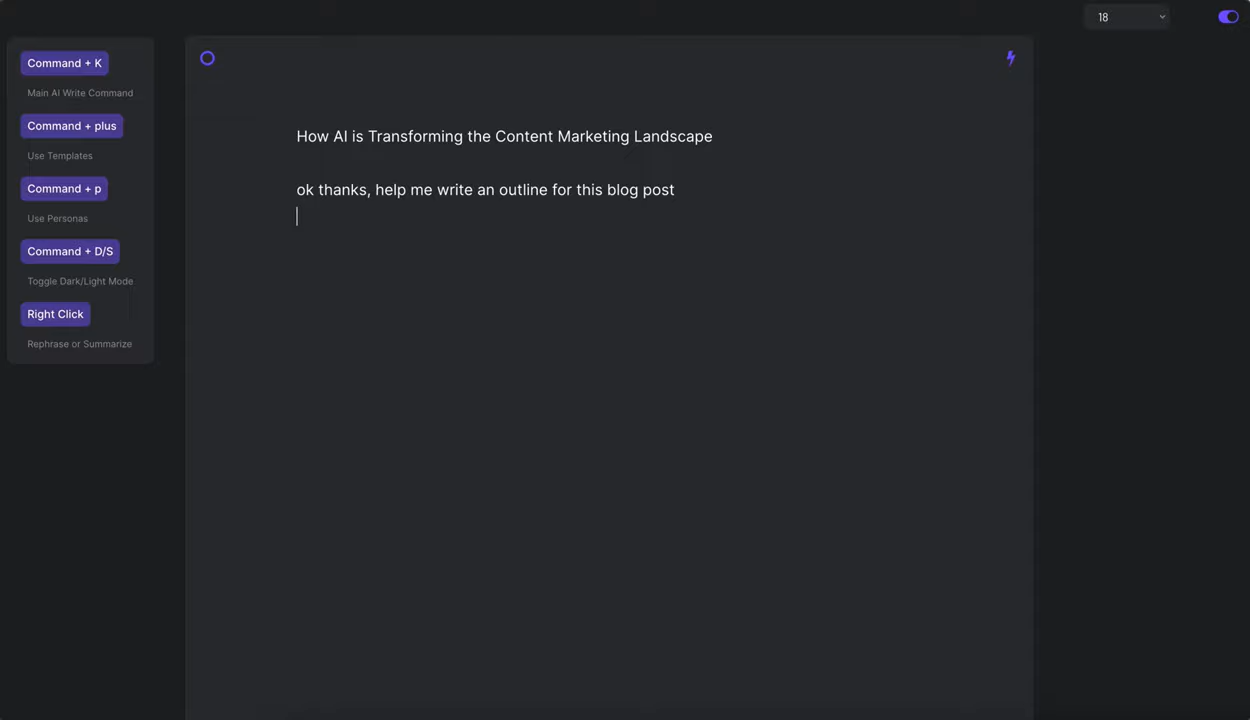 18
Command + K
Main AI Write Command
Command + plus
Use Templates
Command + p
Use Personas
Command + D/S
Toggle Dark/Light Mode
Right Click
Rephrase or Summarize
How AI is Transforming the Content Marketing Landscape
ok thanks, help me write an outline for this blog post